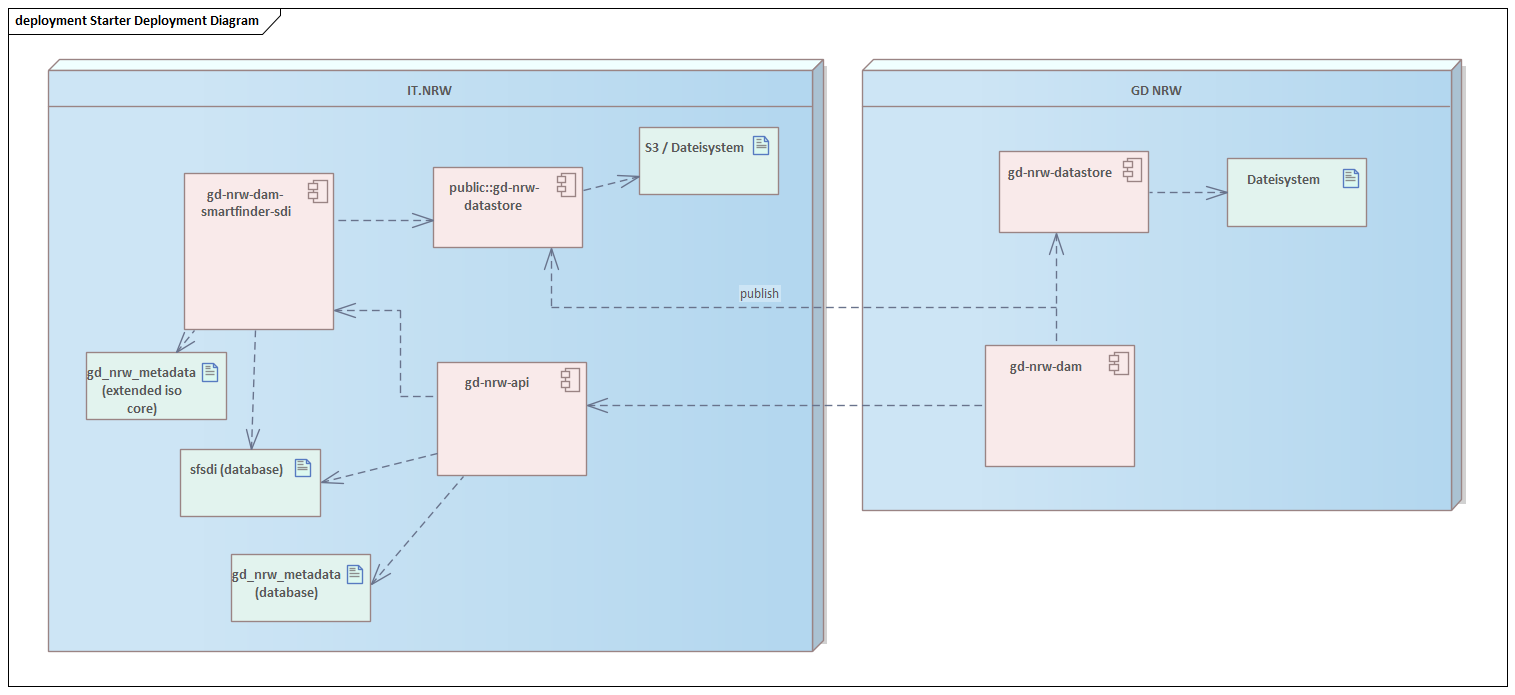 deployment Starter Deployment Diagram
IT.NRW
GD NRW
S3 / Dateisystem
gd-nrw-dam-
smartfinder-sdi
public::gd-nrw-
datastore
gd-nrw-datastore
Dateisystem
publish
gd_nrw_metadata
(extended iso
core)
gd-nrw-api
gd-nrw-dam
sfsdi (database)
gd_nrw_metadata
(database)